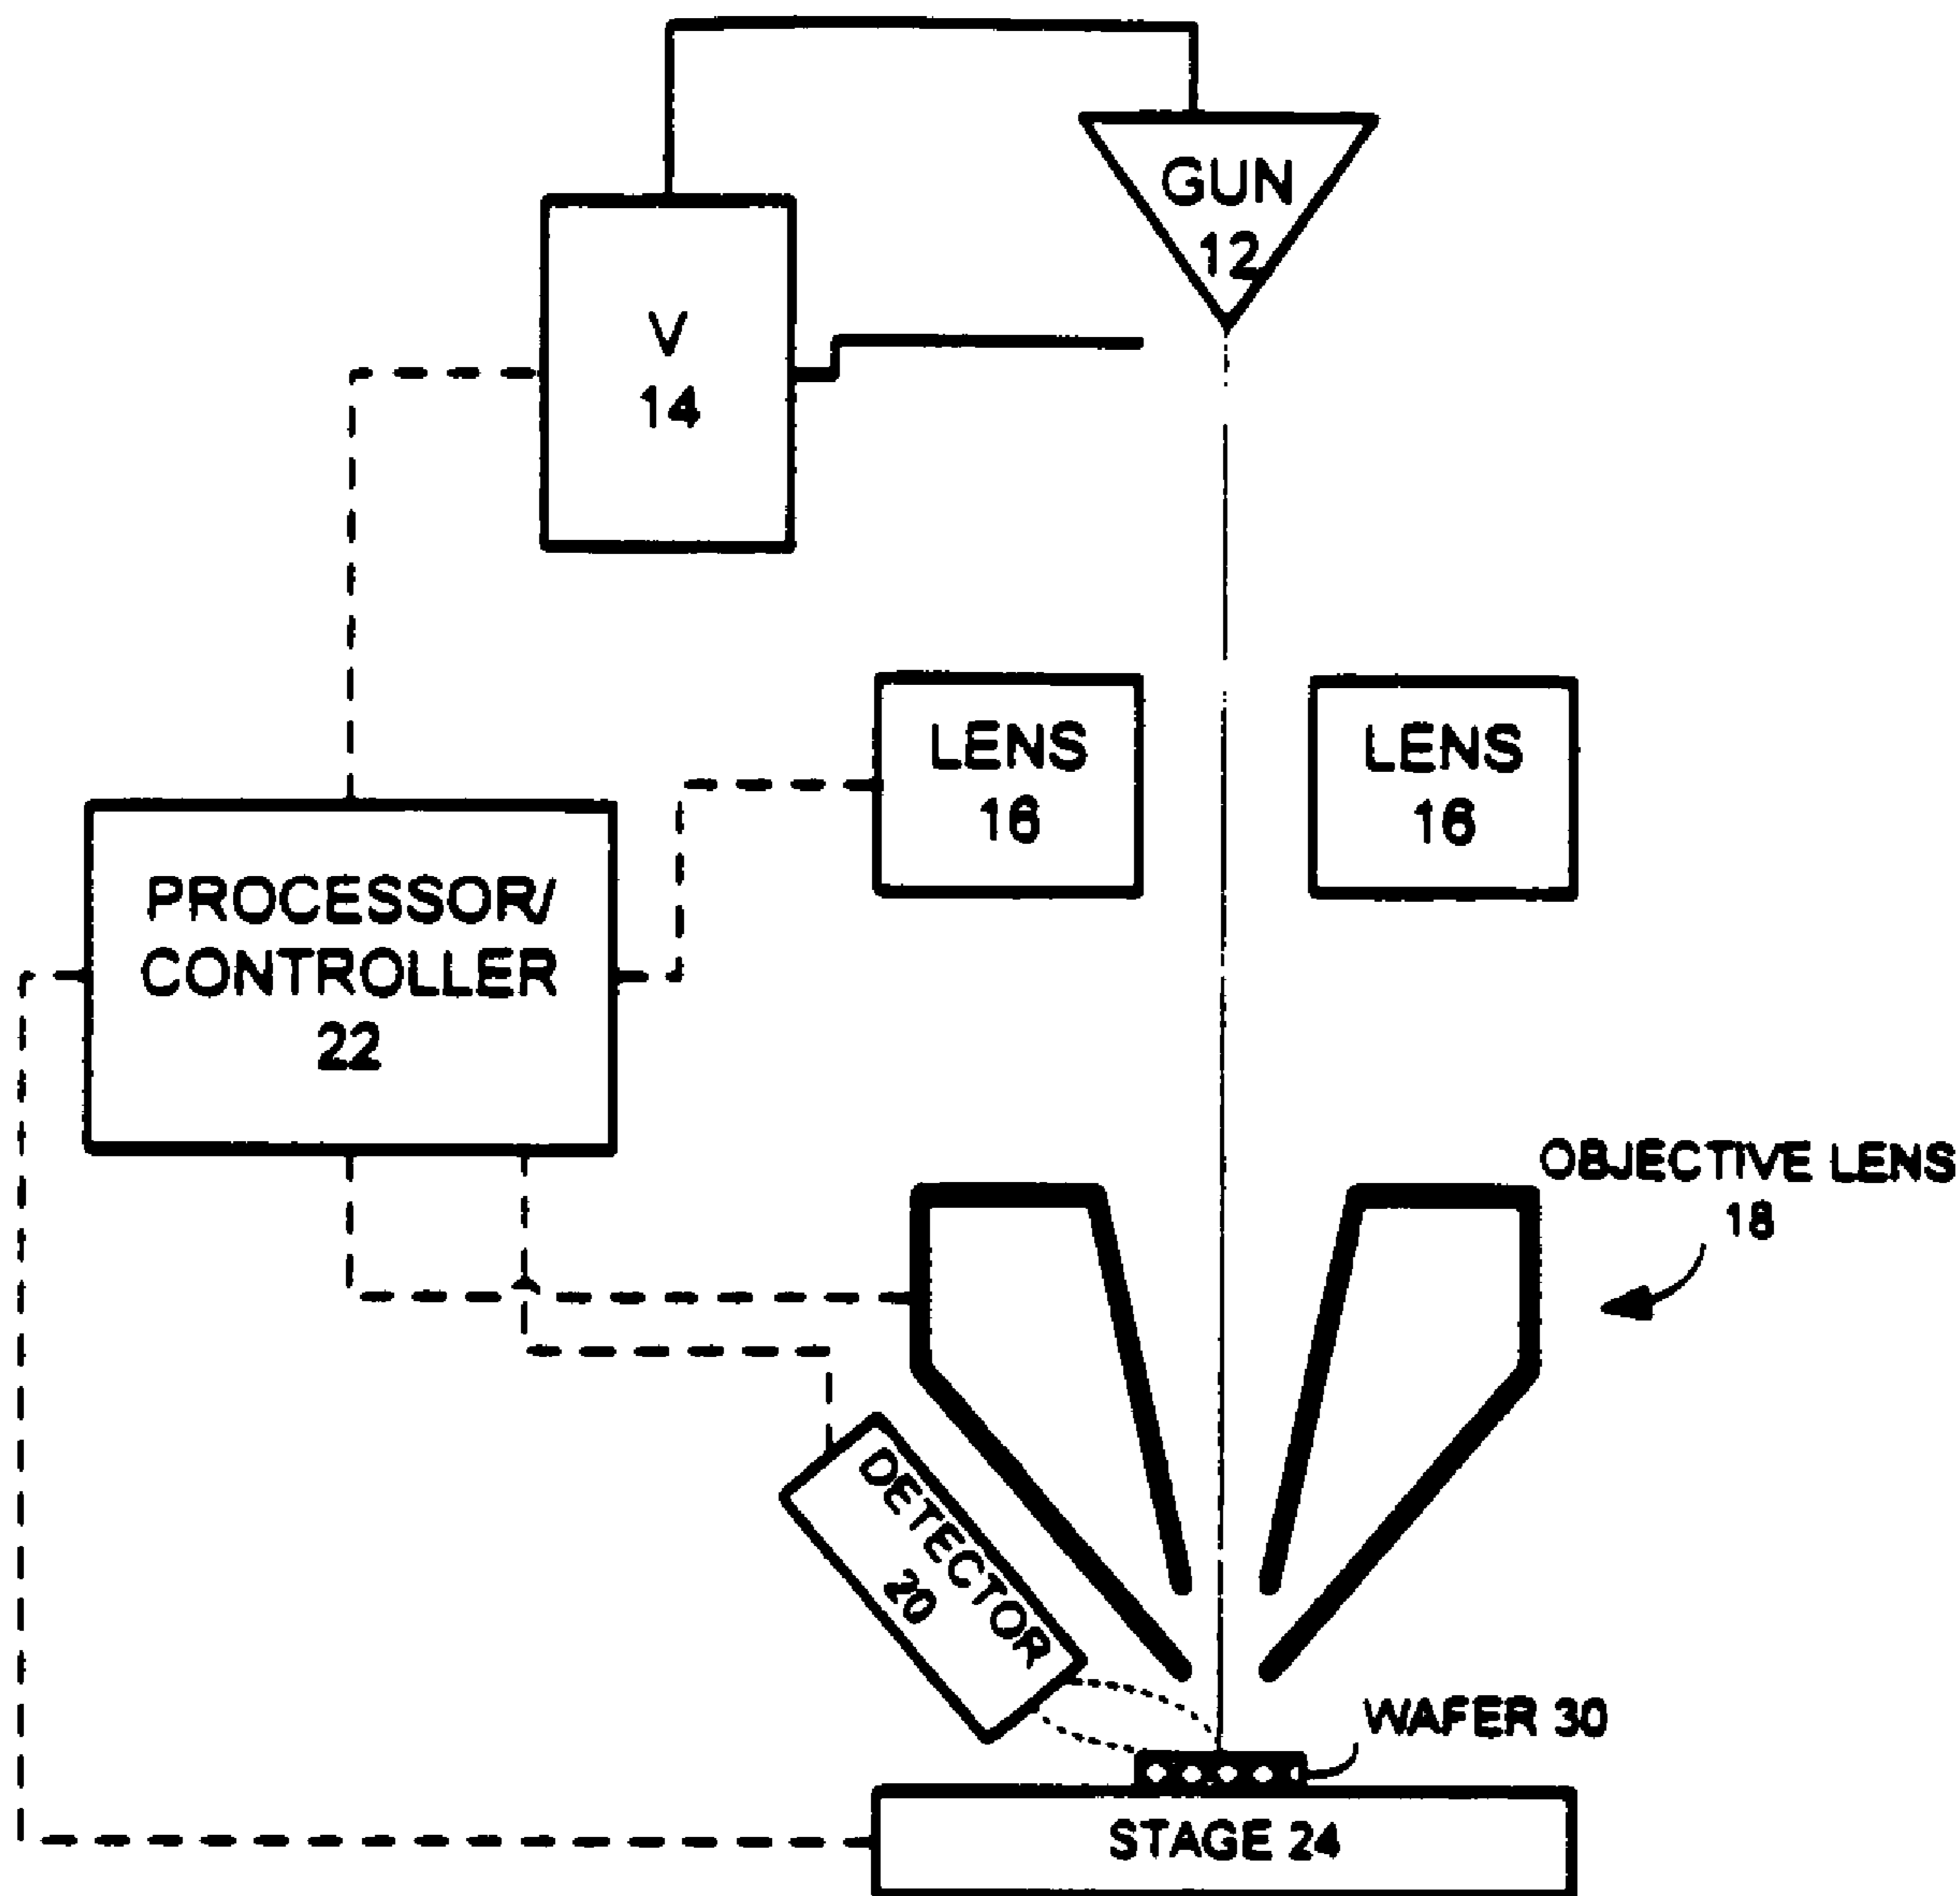 GUN
12
V
14
LENS
16
LENS
16
PROCESSOR/
CONTROLLER
22
OBJECTIVE LENS
18
DETECTOR
20
WAFER 30
STAGE 24